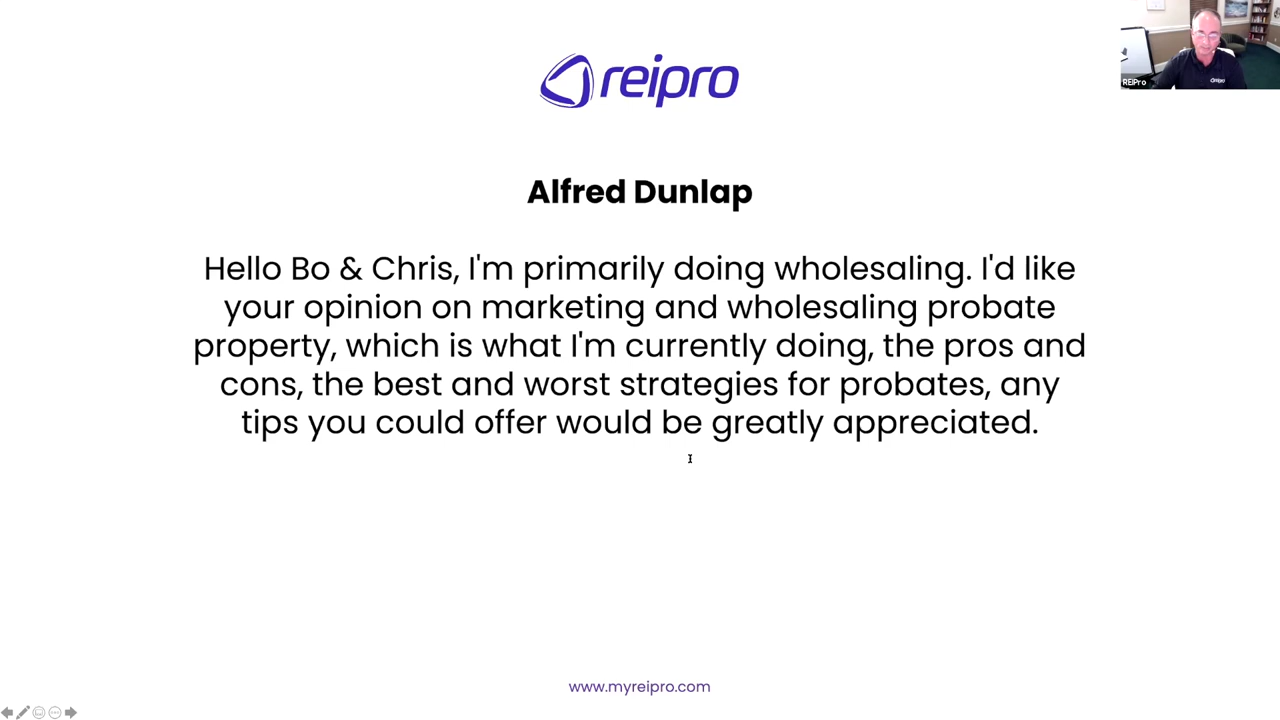 reipro
REIPro
Alfred Dunlap
Hello Bo & Chris, I'm primarily doing wholesaling. I'd like
your opinion on marketing and wholesaling probate
property, which is what I'm currently doing, the pros and
cons, the best and worst strategies for probates, any
tips you could offer would be greatly appreciated.
www.myreipro.com